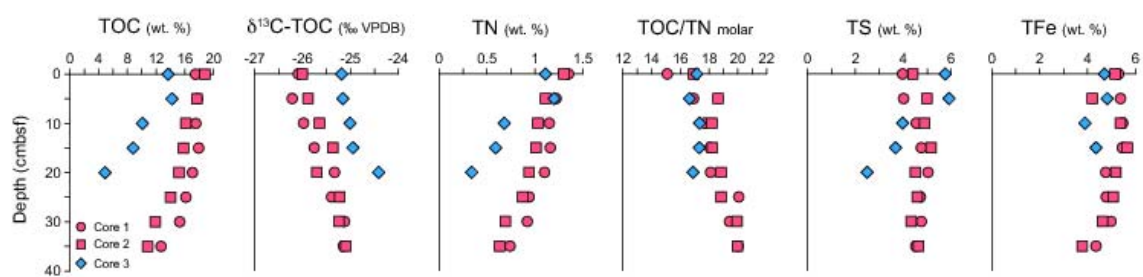 TOC (wt. %) δ¹³C-TOC (‰ VPDB) TN (wt. %) TOC/TN molar TS (wt. %) TFe (wt. %)
0 4 8 12 16 20 -27 -26 -25 -24 0 0.5 1 1.5 12 14 16 18 20 22 0 2 4 6 0 2 4 6
0
10
20
30
40
Depth (cmbsf)
Core 1
Core 2
Core 3